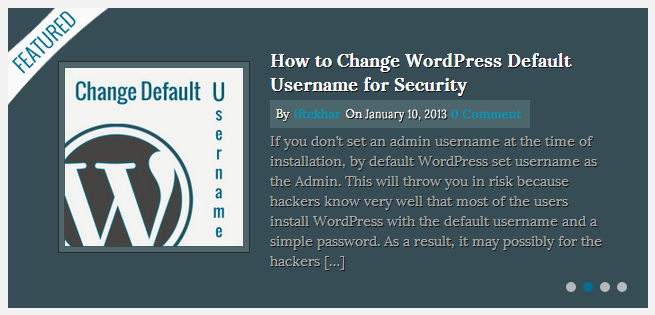 FEATURED
Change Default
Username
How to Change WordPress Default
Username for Security
By Iftekhar On January 10, 2013 0 Comment
If you don't set an admin username at the time of
installation, by default WordPress set username as
the Admin. This will throw you in risk because
hackers know very well that most of the users
install WordPress with the default username and a
simple password. As a result, it may possibly for the
hackers [...]